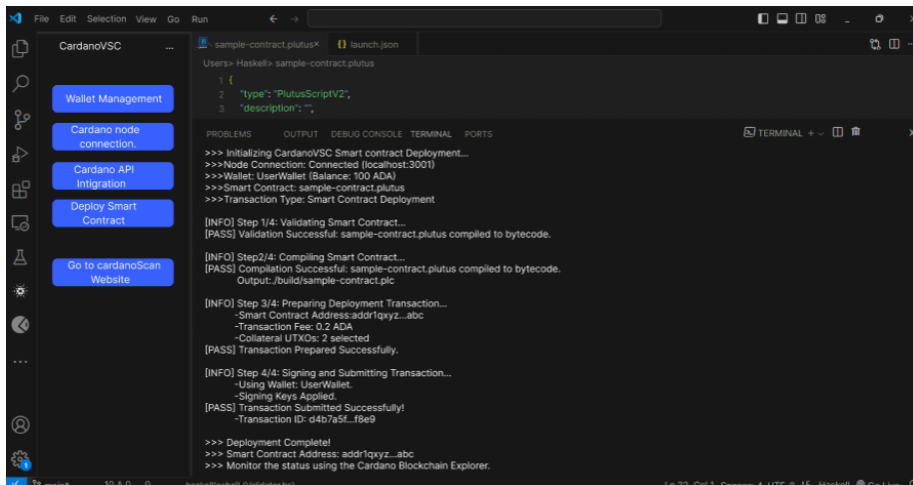 File Edit Selection View Go Run
CardanoVSC ...
Wallet Management
Cardano node
connection.
Cardano API
Intigration
Deploy Smart
Contract
Go to cardanoScan
Website
sample-contract.plutus×
{} launch.json
Users> Haskell> sample-contract.plutus
1 {
2 "type": "PlutusScriptV2",
3 "description": "",
PROBLEMS OUTPUT DEBUG CONSOLE TERMINAL PORTS
TERMINAL
>>> Initializing CardanoVSC Smart contract Deployment...
>>>Node Connection: Connected (localhost:3001)
>>>Wallet: UserWallet (Balance: 100 ADA)
>>>Smart Contract: sample-contract.plutus
>>>Transaction Type: Smart Contract Deployment
[INFO] Step 1/4: Validating Smart Contract...
[PASS] Validation Successful: sample-contract.plutus compiled to bytecode.
[INFO] Step2/4: Compiling Smart Contract...
[PASS] Compilation Successful: sample-contract.plutus compiled to bytecode.
Output:./build/sample-contract.plc
[INFO] Step 3/4: Preparing Deployment Transaction...
-Smart Contract Address:addr1qxyz...abc
-Transaction Fee: 0.2 ADA
-Collateral UTXOs: 2 selected
[PASS] Transaction Prepared Successfully.
[INFO] Step 4/4: Signing and Submitting Transaction...
-Using Wallet: UserWallet.
-Signing Keys Applied.
[PASS] Transaction Submitted Successfully!
-Transaction ID: d4b7a5f...f8e9
>>> Deployment Complete!
>>> Smart Contract Address: addr1qxyz...abc
>>> Monitor the status using the Cardano Blockchain Explorer.